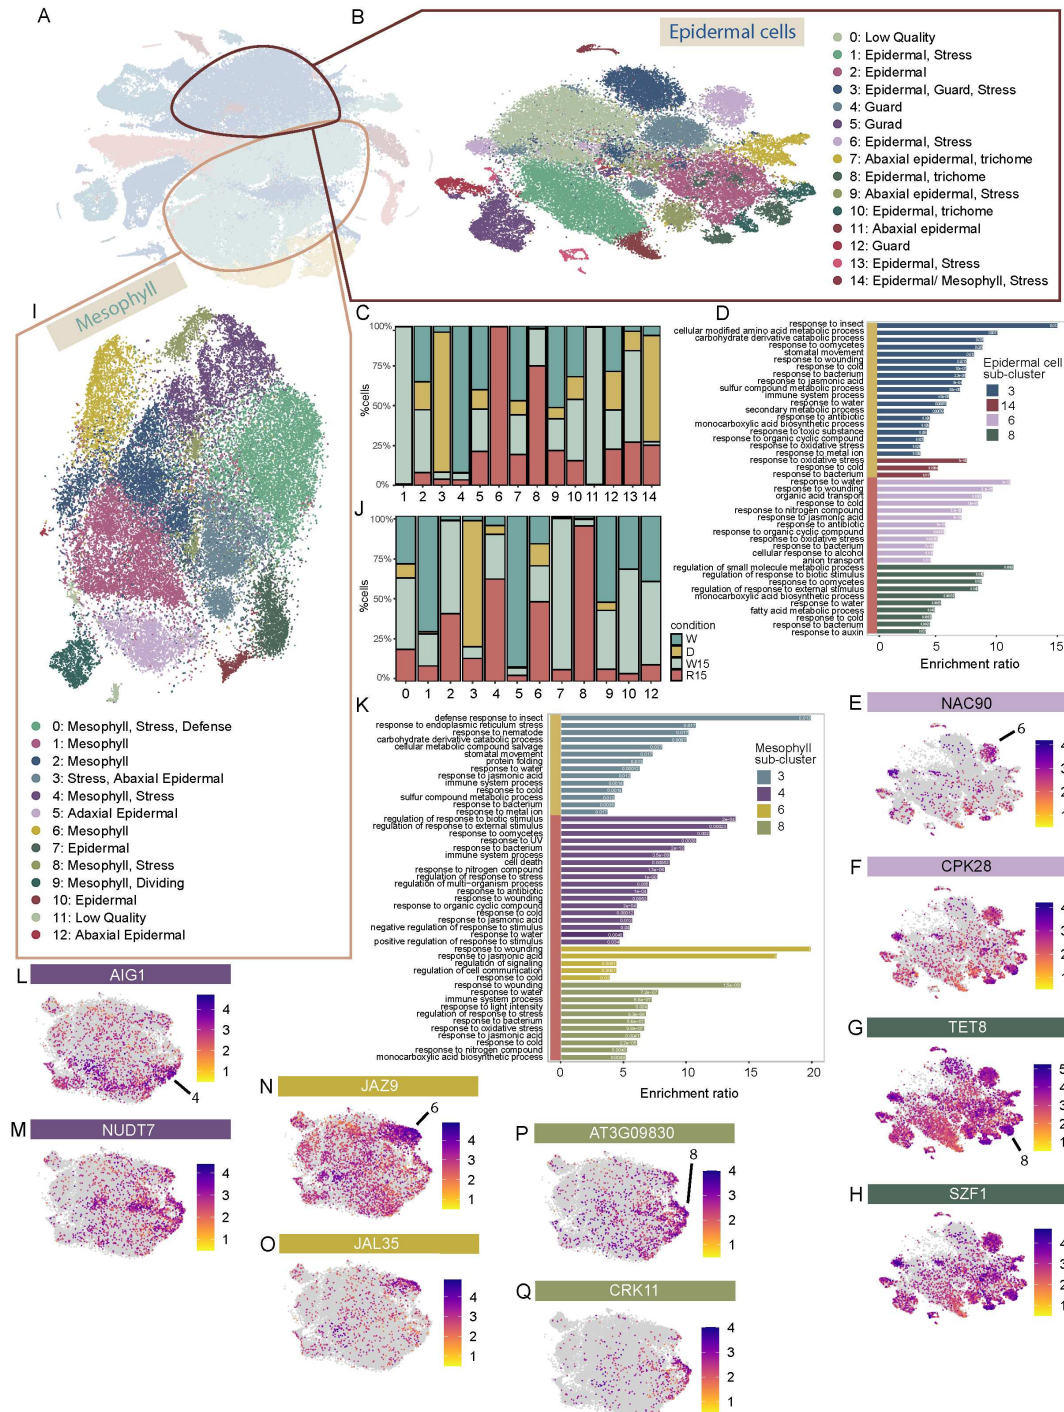 A
B
Epidermal cells
0: Low Quality
1: Epidermal, Stress
2: Epidermal
3: Epidermal, Guard, Stress
4: Guard
5: Gurad
6: Epidermal, Stress
7: Abaxial epidermal, trichome
8: Epidermal, trichome
9: Abaxial epidermal, Stress
10: Epidermal, trichome
11: Abaxial epidermal
12: Guard
13: Epidermal, Stress
14: Epidermal/ Mesophyll, Stress
I
Mesophyll
0: Mesophyll, Stress, Defense
1: Mesophyll
2: Mesophyll
3: Stress, Abaxial Epidermal
4: Mesophyll, Stress
5: Adaxial Epidermal
6: Mesophyll
7: Epidermal
8: Mesophyll, Stress
9: Mesophyll, Dividing
10: Epidermal
11: Low Quality
12: Abaxial Epidermal
C
%cells
100%
75%
50%
25%
0%
1 2 3 4 5 6 7 8 9 10 11 12 13 14
J
%cells
100%
75%
50%
25%
0%
0 1 2 3 4 5 6 7 8 9 10 12
condition
W
D
W15
R15
D
response to insect
cellular modified amino acid metabolic process
carbohydrate derivative catabolic process
response to oomycetes
stomatal movement
response to wounding
response to cold
response to bacterium
response to jasmonic acid
sulfur compound metabolic process
immune system process
response to water
secondary metabolic process
response to antibiotic
monocarboxylic acid biosynthetic process
response to toxic substance
response to organic cyclic compound
response to oxidative stress
response to metal ion
response to oxidative stress
response to cold
response to bacterium
response to water
response to wounding
organic acid transport
response to cold
response to nitrogen compound
response to jasmonic acid
response to antibiotic
response to organic cyclic compound
response to oxidative stress
response to bacterium
cellular response to alcohol
anion transport
regulation of small molecule metabolic process
regulation of response to biotic stimulus
response to oomycetes
regulation of response to external stimulus
monocarboxylic acid biosynthetic process
response to water
fatty acid metabolic process
response to cold
response to bacterium
response to auxin
0 5 10 15
Enrichment ratio
Epidermal cell
sub-cluster
3
14
6
8
K
defense response to insect
response to endoplasmic reticulum stress
response to nematode
carbohydrate derivative catabolic process
cellular metabolic compound salvage
stomatal movement
protein folding
response to water
response to jasmonic acid
immune system process
response to cold
sulfur compound metabolic process
response to bacterium
response to metal ion
regulation of response to biotic stimulus
regulation of response to external stimulus
response to oomycetes
response to UV
response to bacterium
immune system process
cell death
response to nitrogen compound
regulation of response to stress
regulation of multi-organism process
response to antibiotic
response to wounding
response to organic cyclic compound
response to cold
response to jasmonic acid
negative regulation of response to stimulus
response to water
positive regulation of response to stimulus
response to wounding
response to jasmonic acid
regulation of signaling
regulation of cell communication
response to cold
response to wounding
response to water
immune system process
response to light intensity
regulation of response to stress
response to bacterium
response to oxidative stress
response to jasmonic acid
response to cold
response to nitrogen compound
monocarboxylic acid biosynthetic process
0 5 10 15 20
Enrichment ratio
Mesophyll
sub-cluster
3
4
6
8
E
NAC90
6
4
3
2
1
F
CPK28
4
3
2
1
G
TET8
8
5
4
3
2
1
H
SZF1
4
3
2
1
L
AIG1
4
4
3
2
1
M
NUDT7
4
3
2
1
N
JAZ9
6
4
3
2
1
O
JAL35
4
3
2
1
P
AT3G09830
8
4
3
2
1
Q
CRK11
4
3
2
1